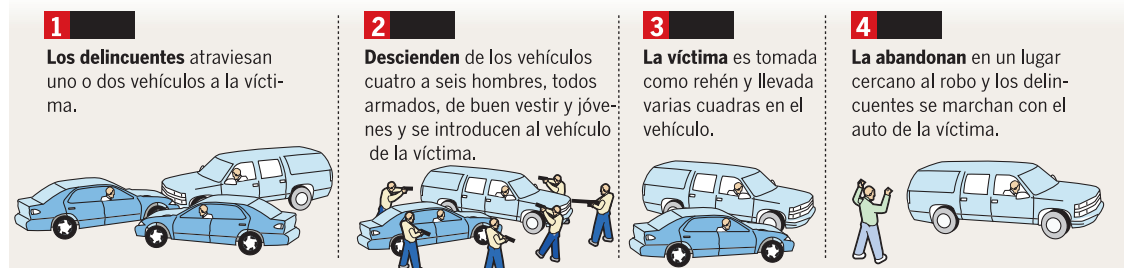 1
Los delincuentes atraviesan
uno o dos vehículos a la vícti-
ma.
2
Descienden de los vehículos
cuatro a seis hombres, todos
armados, de buen vestir y jóve-
nes y se introducen al vehículo
de la víctima.
3
La víctima es tomada
como rehén y llevada
varias cuadras en el
vehículo.
4
La abandonan en un lugar
cercano al robo y los delin-
cuentes se marchan con el
auto de la víctima.